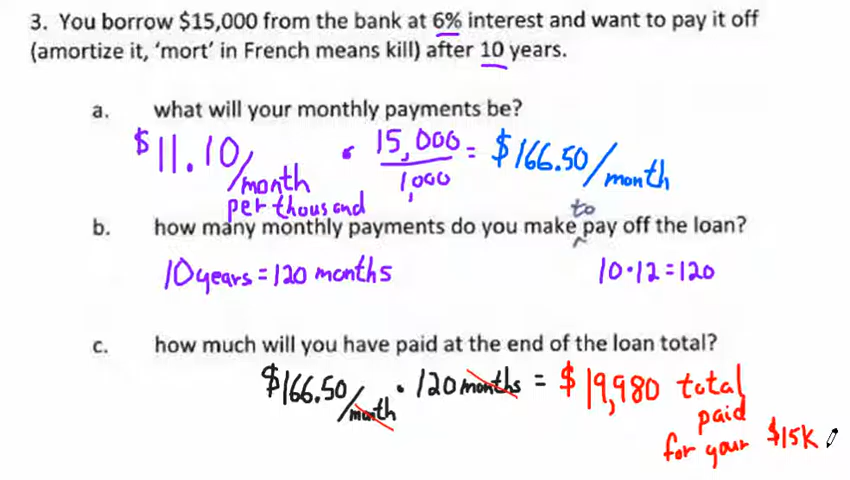 3. You borrow $15,000 from the bank at 6% interest and want to pay it off
(amortize it, 'mort' in French means kill) after 10 years.
a. what will your monthly payments be?
$11.10/month per thousand · 15,000/1,000 = $166.50/month
to
b. how many monthly payments do you make pay off the loan?
10 years = 120 months 10·12=120
c. how much will you have paid at the end of the loan total?
$166.50/month · 120 months = $19,980 total
paid
for your $15K